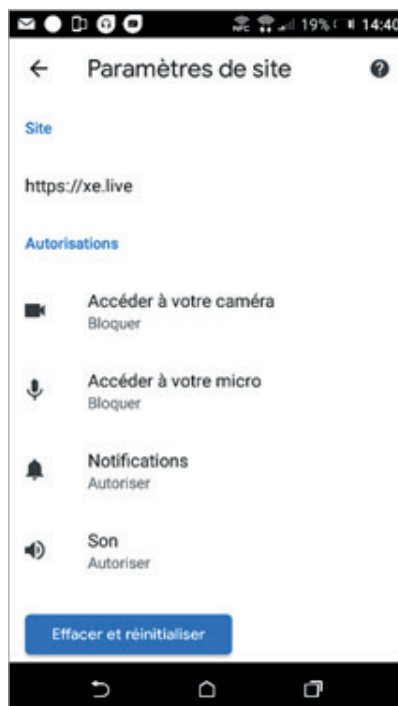 NFC 19% 14:40
Paramètres de site
Site
https://xe.live
Autorisations
Accéder à votre caméra
Bloquer
Accéder à votre micro
Bloquer
Notifications
Autoriser
Son
Autoriser
Effacer et réinitialiser